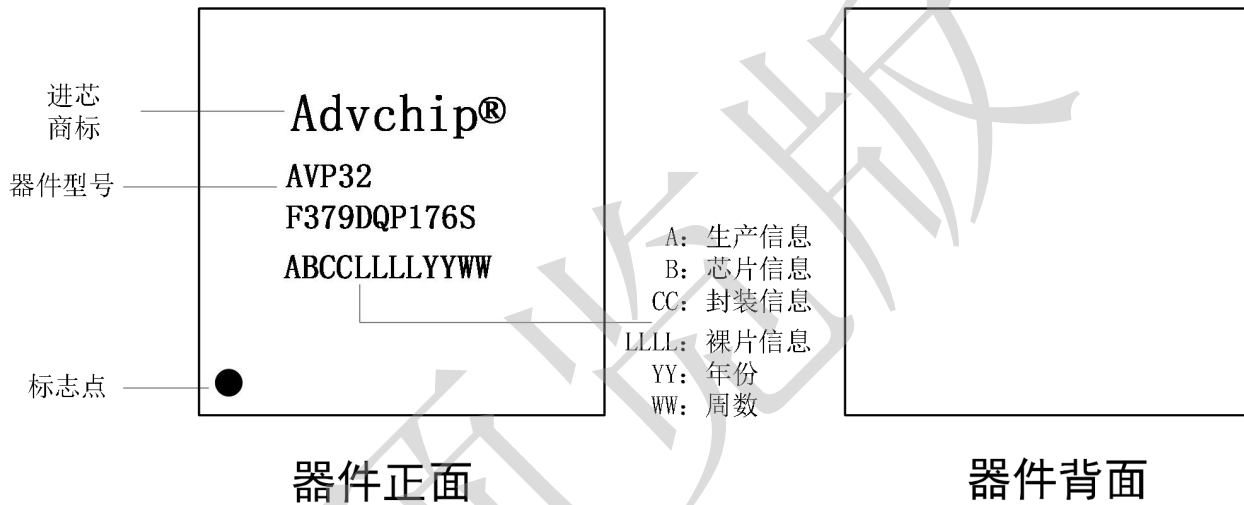 进芯
商标
Advchip®
器件型号
AVP32
F379DQP176S
ABCCLLLLYYWW
A: 生产信息
B: 芯片信息
CC: 封装信息
LLLL: 裸片信息
YY: 年份
WW: 周数
标志点
器件正面
器件背面
览版